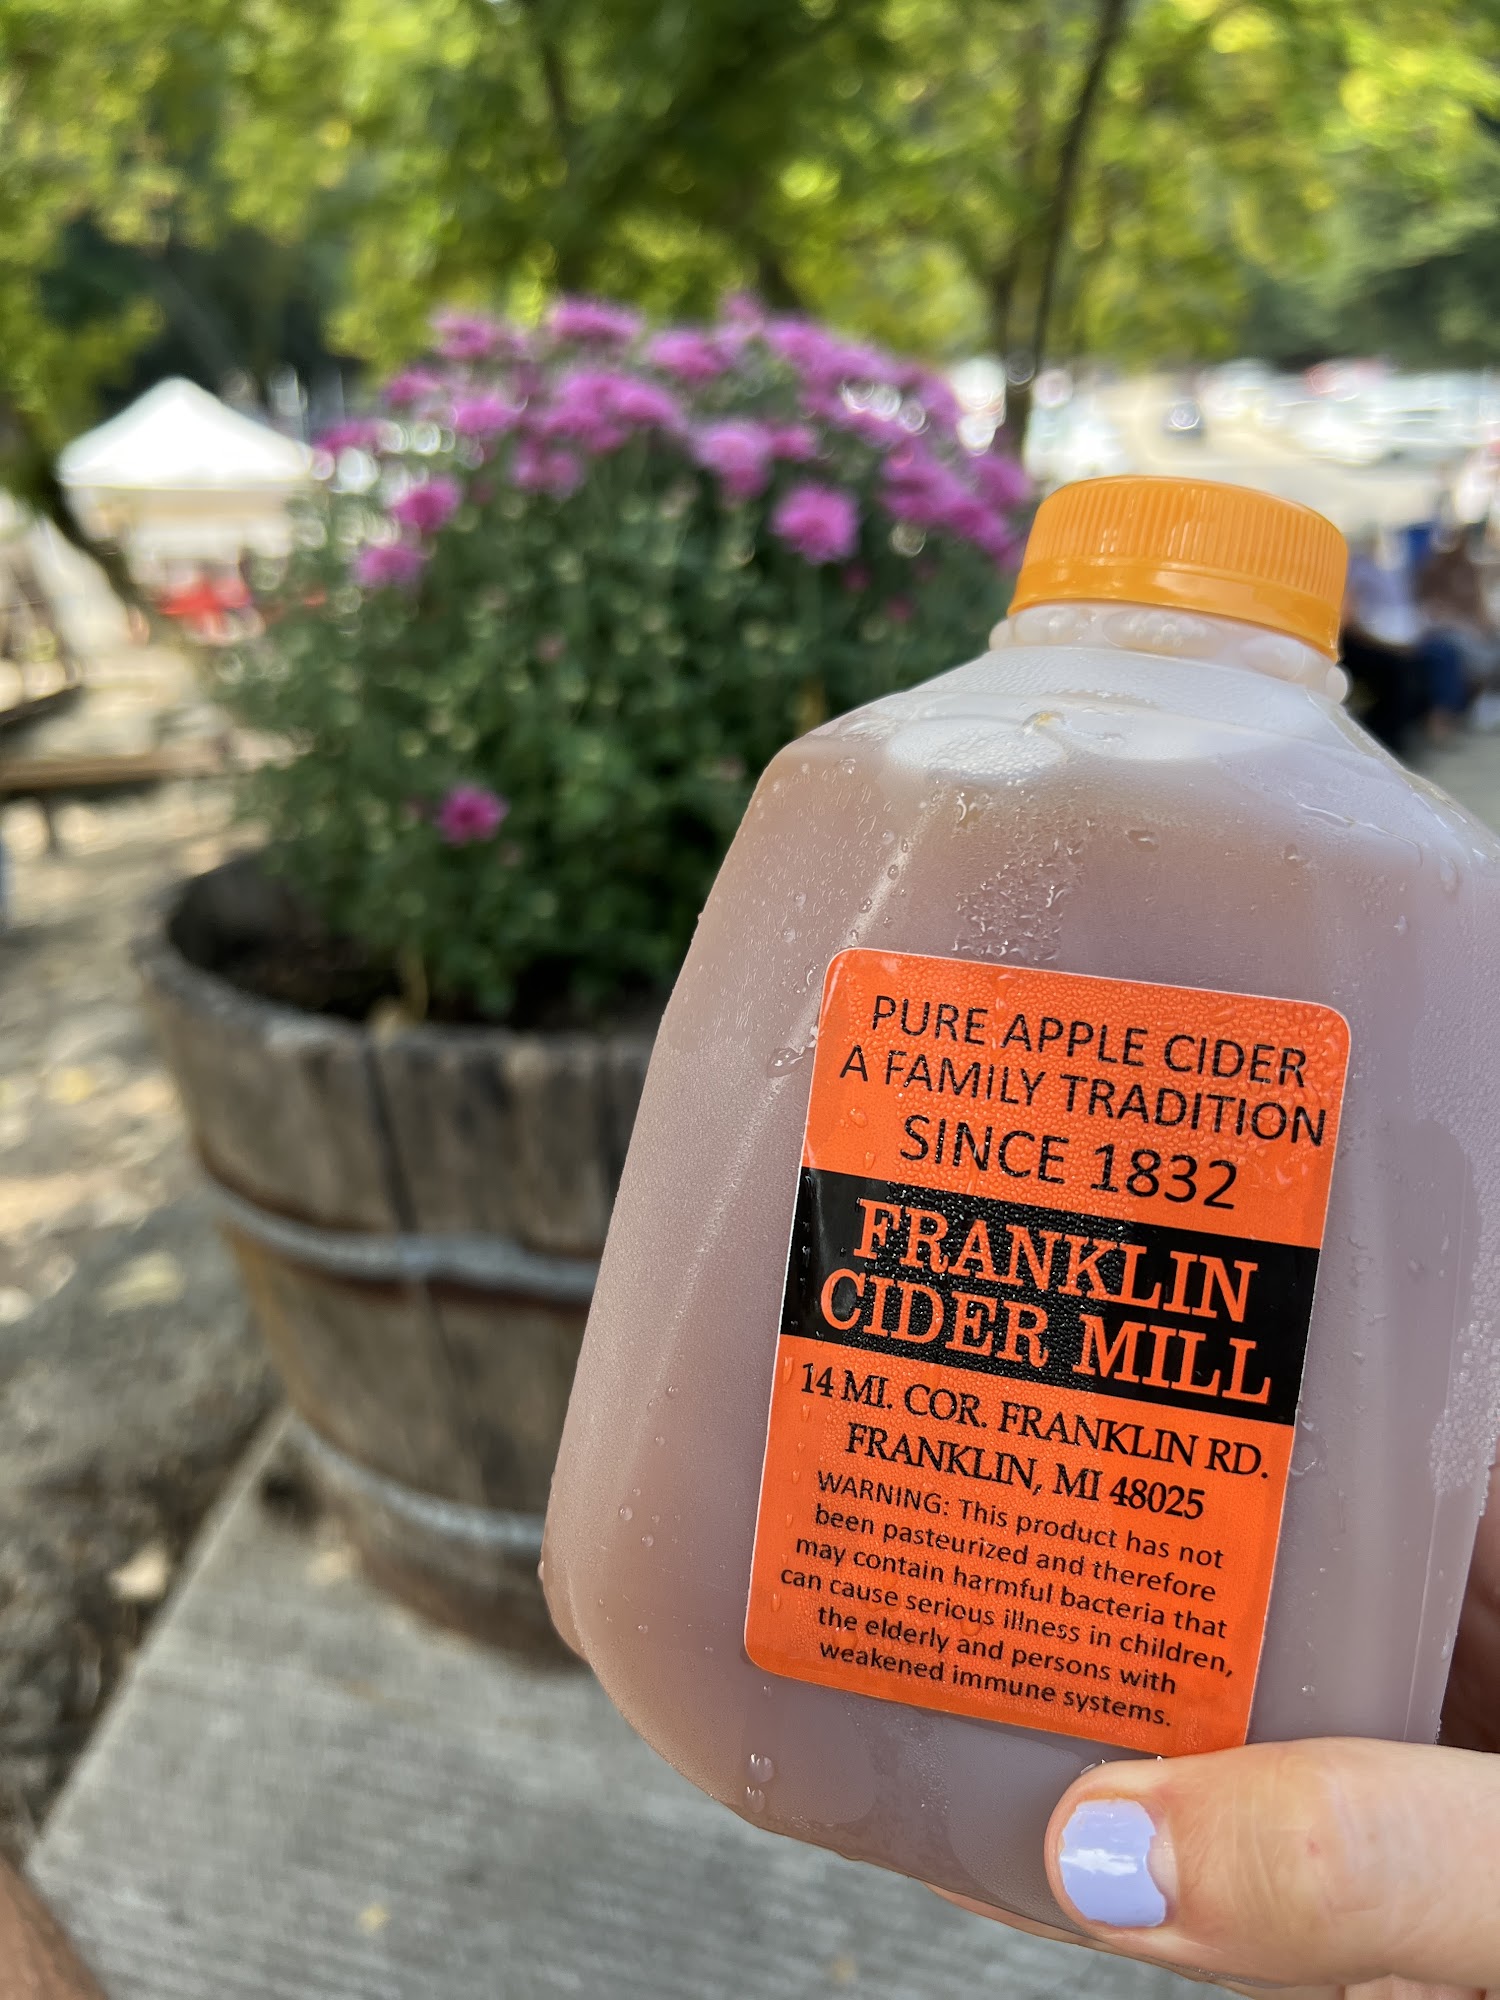 PURE APPLE CIDER
A FAMILY TRADITION
SINCE 1832
FRANKLIN
CIDER MILL
14 MI. COR. FRANKLIN RD.
FRANKLIN, MI 48025
WARNING: This product has not
been pasteurized and therefore
may contain harmful bacteria that
can cause serious illness in children,
the elderly and persons with
weakened immune systems.